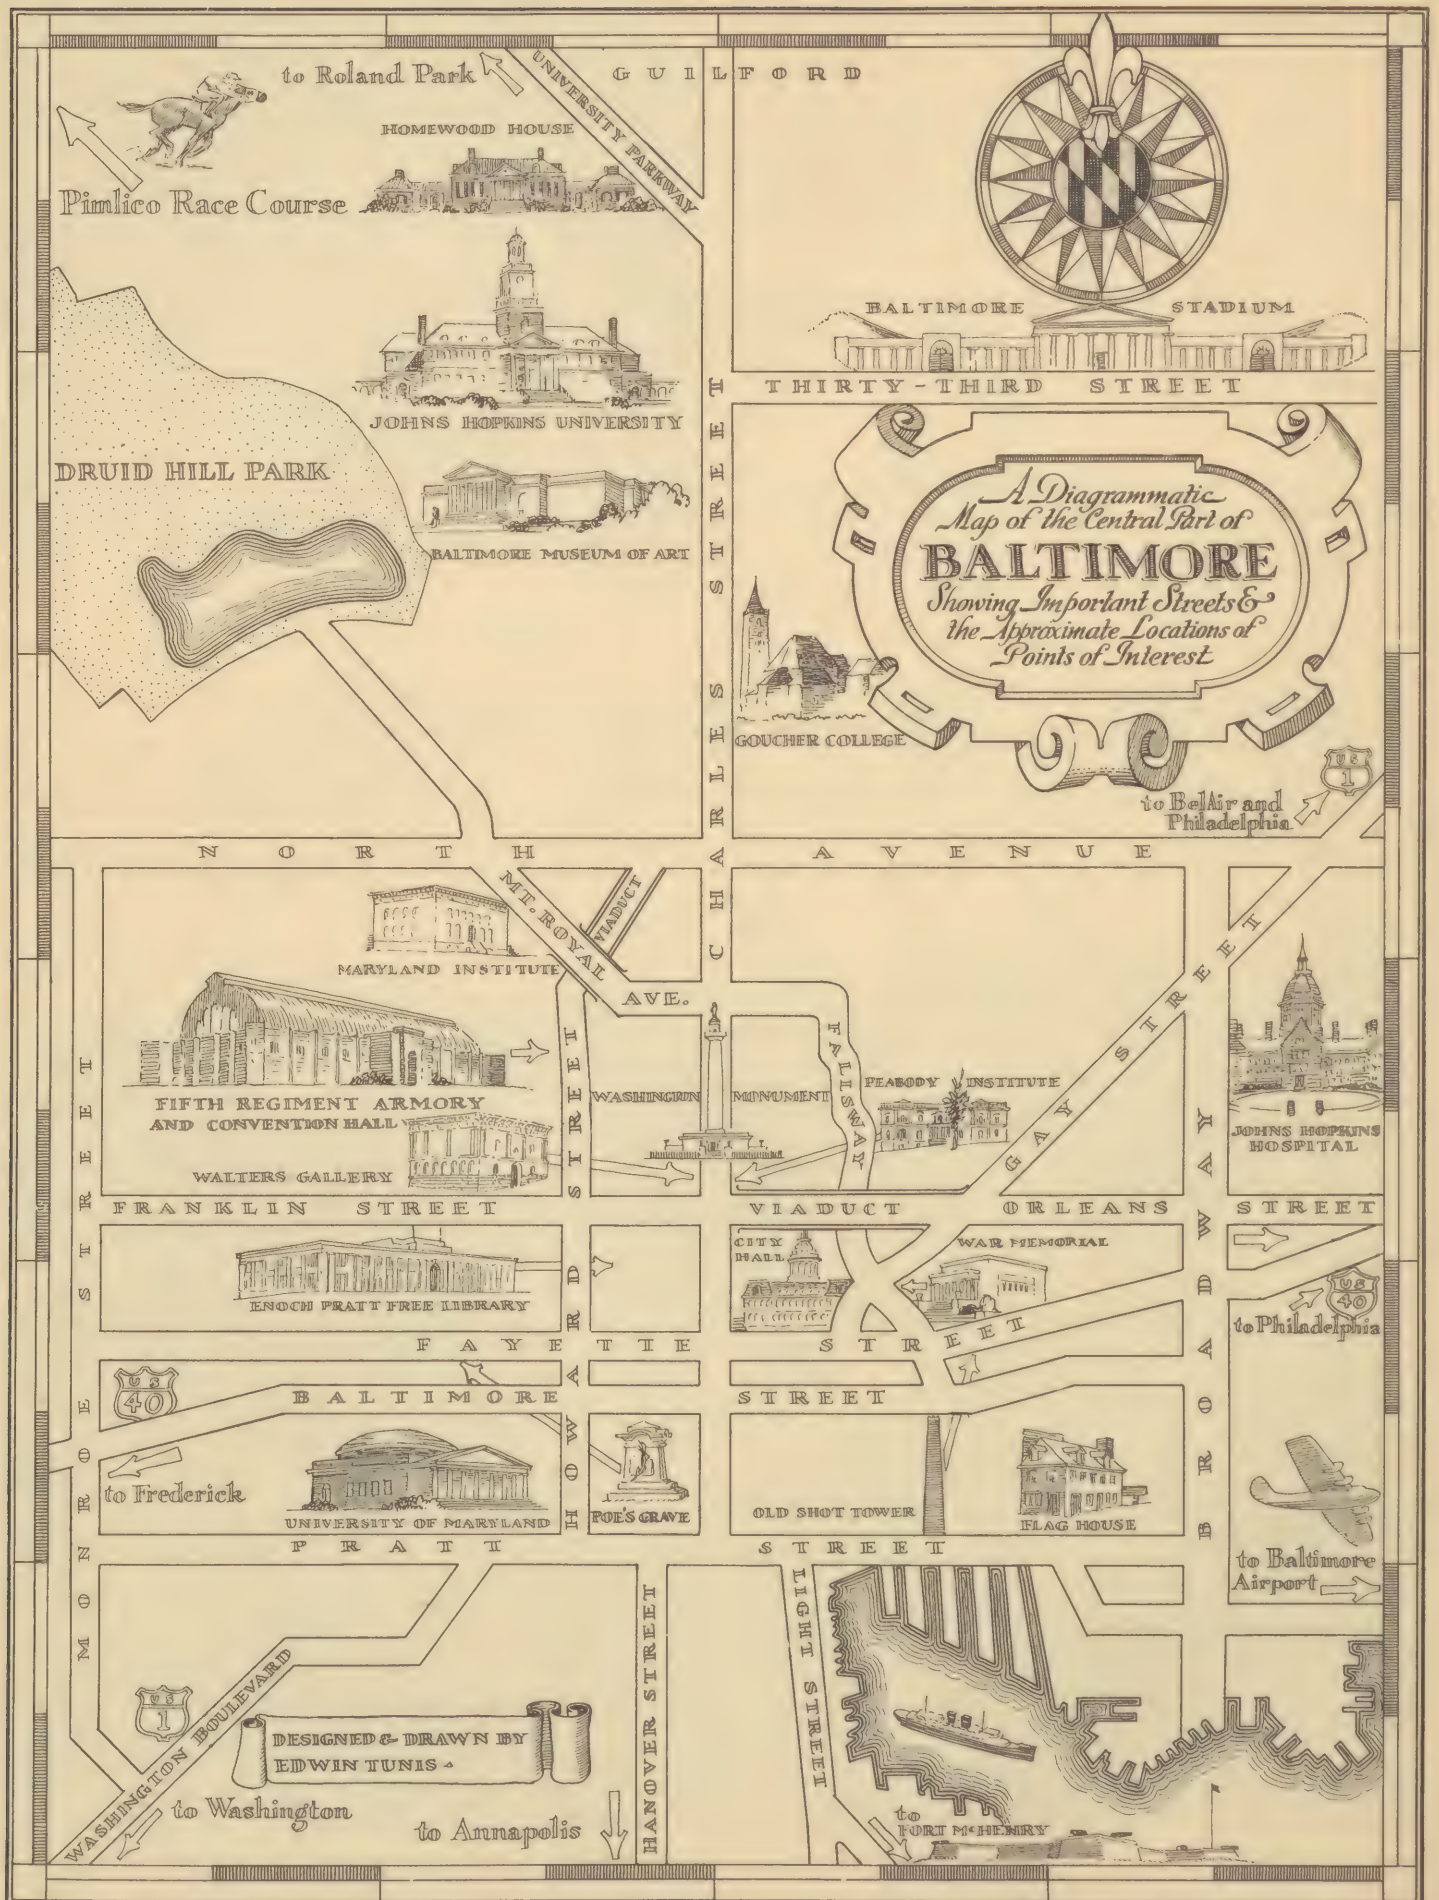 to Roland Park
UNIVERSITY PARKWAY
GUILFORD
HOMEWOOD HOUSE
Pimlico Race Course
BALTIMORE STADIUM
THIRTY-THIRD STREET
JOHNS HOPKINS UNIVERSITY
DRUID HILL PARK
BALTIMORE MUSEUM OF ART
CHARLES STREET
A Diagrammatic
Map of the Central Part of
BALTIMORE
Showing Important Streets &
the Approximate Locations of
Points of Interest
GOUCHER COLLEGE
US
1
to BelAir and
Philadelphia
NORTH AVENUE
MT. ROYAL
AVE.
VIADUCT
MARYLAND INSTITUTE
FIFTH REGIMENT ARMORY
AND CONVENTION HALL
WALTERS GALLERY
WASHINGTON MONUMENT
FALLSWAY
PEABODY INSTITUTE
GAY STREET
JOHNS HOPKINS
HOSPITAL
FRANKLIN STREET
VIADUCT
ORLEANS STREET
MONROE STREET
HOWARD STREET
BROADWAY
CITY
HALL
WAR MEMORIAL
ENOCH PRATT FREE LIBRARY
US
40
to Philadelphia
FAYETTE STREET
US
40
BALTIMORE STREET
to Frederick
UNIVERSITY OF MARYLAND
POE'S GRAVE
OLD SHOT TOWER
FLAG HOUSE
PRATT STREET
to Baltimore
Airport
HANOVER STREET
LIGHT STREET
US
1
WASHINGTON BOULEVARD
DESIGNED & DRAWN BY
EDWIN TUNIS
to Washington
to Annapolis
to
FORT McHENRY